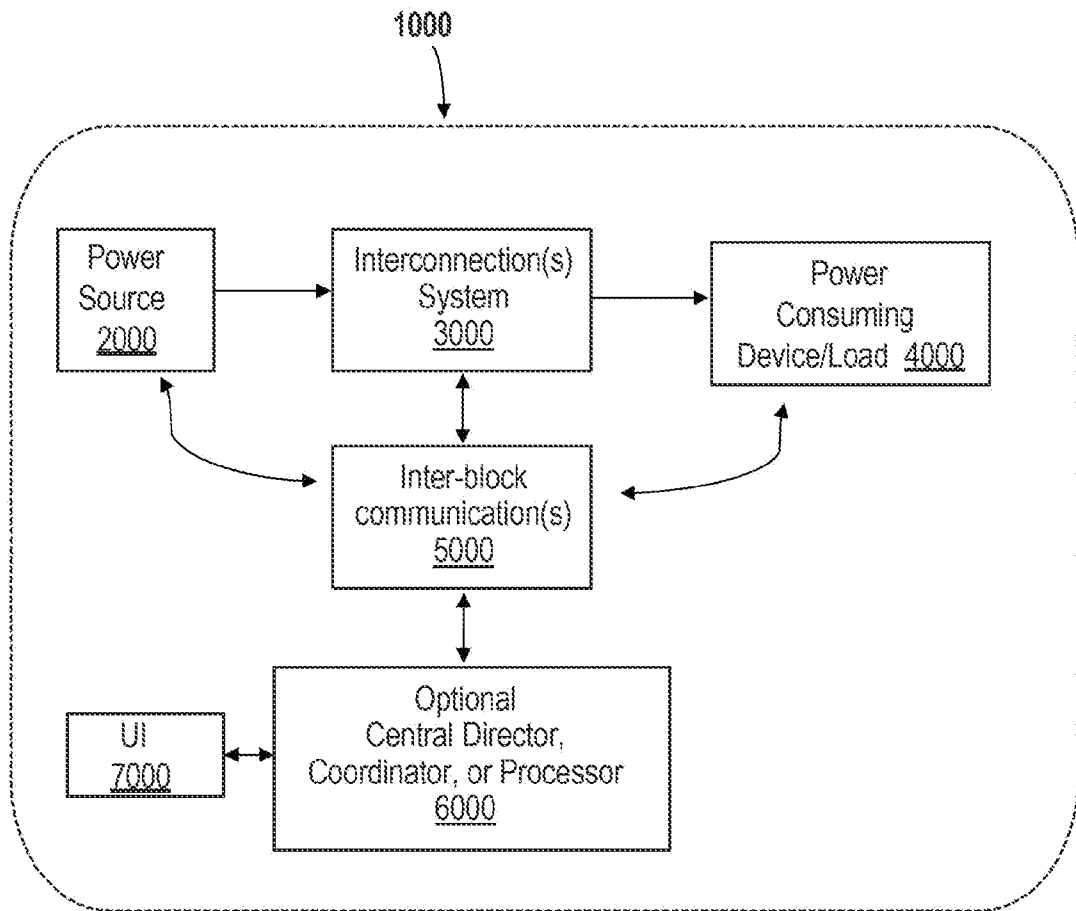 1000
Power
Source
2000
Interconnection(s)
System
3000
Power
Consuming
Device/Load 4000
Inter-block
communication(s)
5000
UI
7000
Optional
Central Director,
Coordinator, or Processor
6000